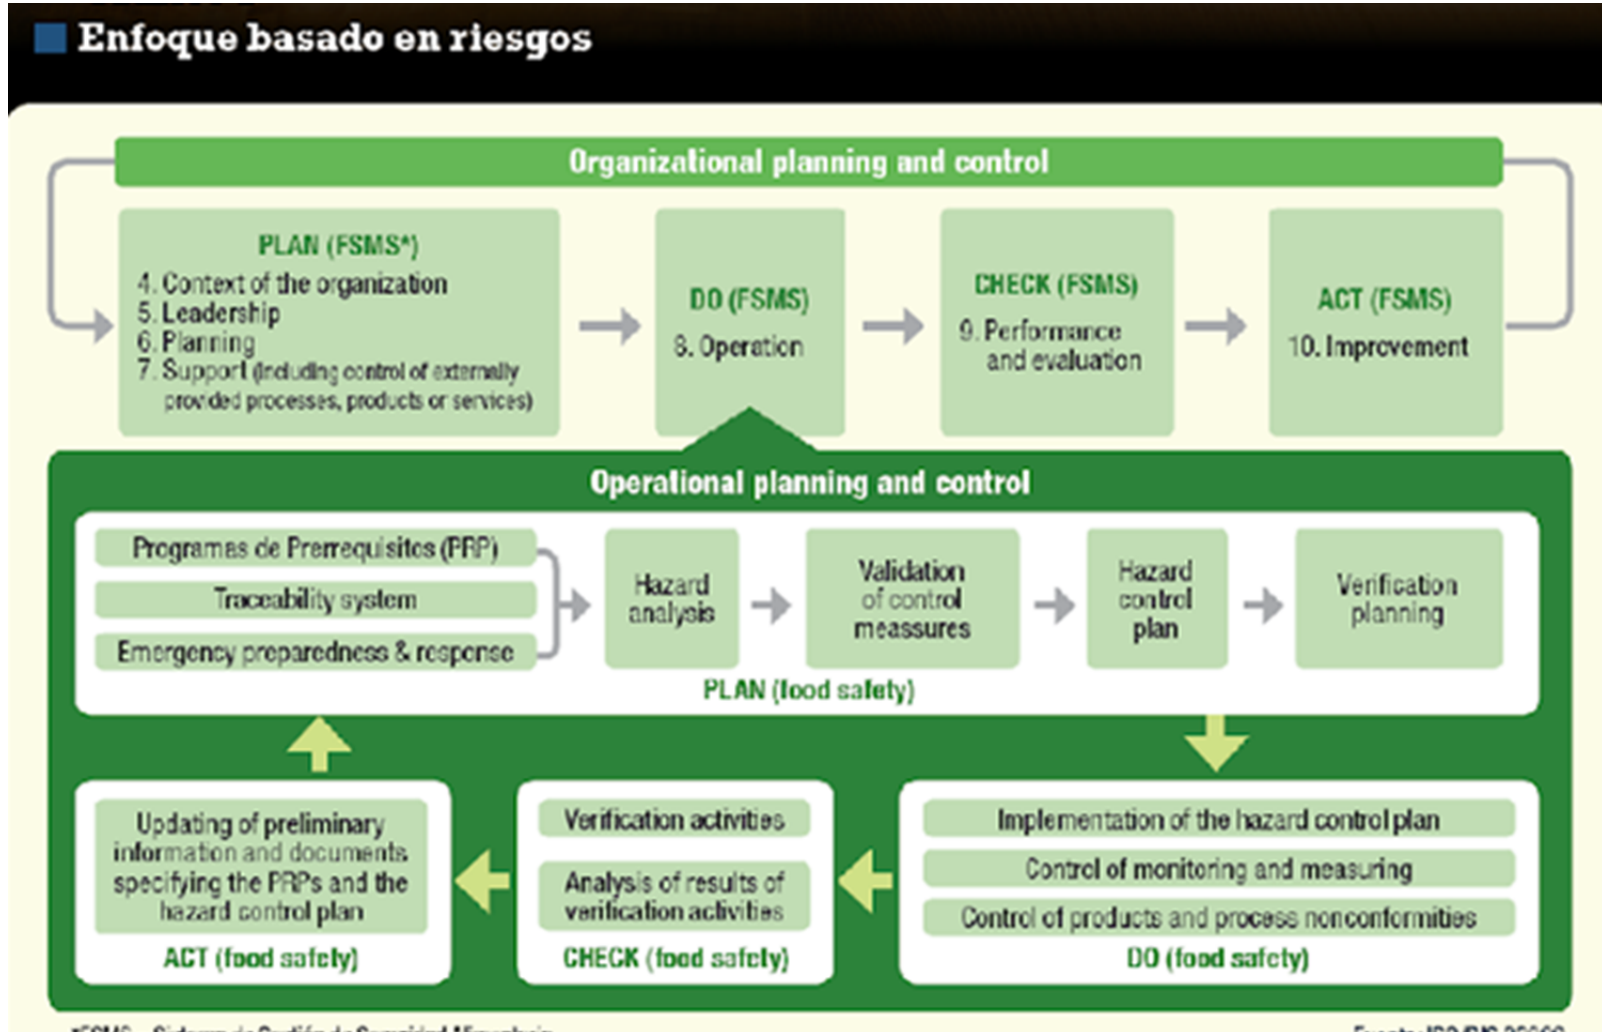 Enfoque basado en riesgos
Organizational planning and control
PLAN (FSMS*)
4. Context of the organization
5. Leadership
6. Planning
7. Support (including control of externally
provided processes, products or services)
DO (FSMS)
8. Operation
CHECK (FSMS)
9. Performance
and evaluation
ACT (FSMS)
10. Improvement
Operational planning and control
Programas de Prerrequisitos (PRP)
Traceability system
Emergency preparedness & response
Hazard
analysis
Validation
of control
meassures
Hazard
control
plan
Verification
planning
PLAN (food safety)
Updating of preliminary
information and documents
specifying the PRPs and the
hazard control plan
ACT (food safety)
Verification activities
Analysis of results of
verification activities
CHECK (food safety)
Implementation of the hazard control plan
Control of monitoring and measuring
Control of products and process nonconformities
DO (food safety)